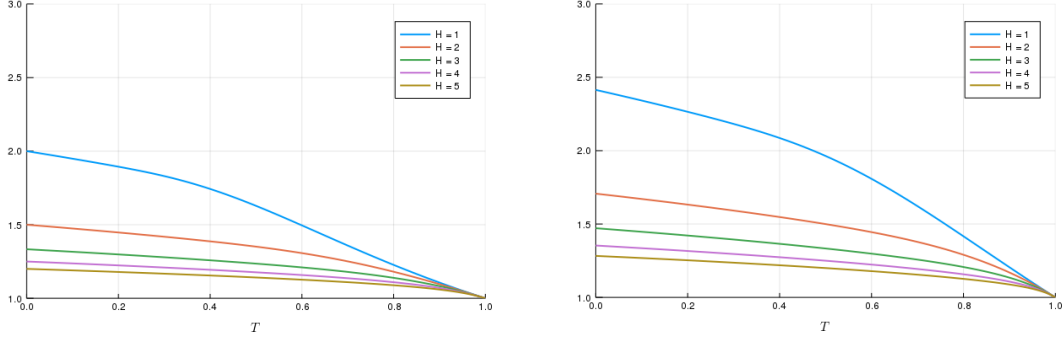 3.0
2.5
2.0
1.5
1.0
0.0 0.2 0.4 0.6 0.8 1.0
T
H = 1
H = 2
H = 3
H = 4
H = 5
3.0
2.5
2.0
1.5
1.0
0.0 0.2 0.4 0.6 0.8 1.0
T
H = 1
H = 2
H = 3
H = 4
H = 5